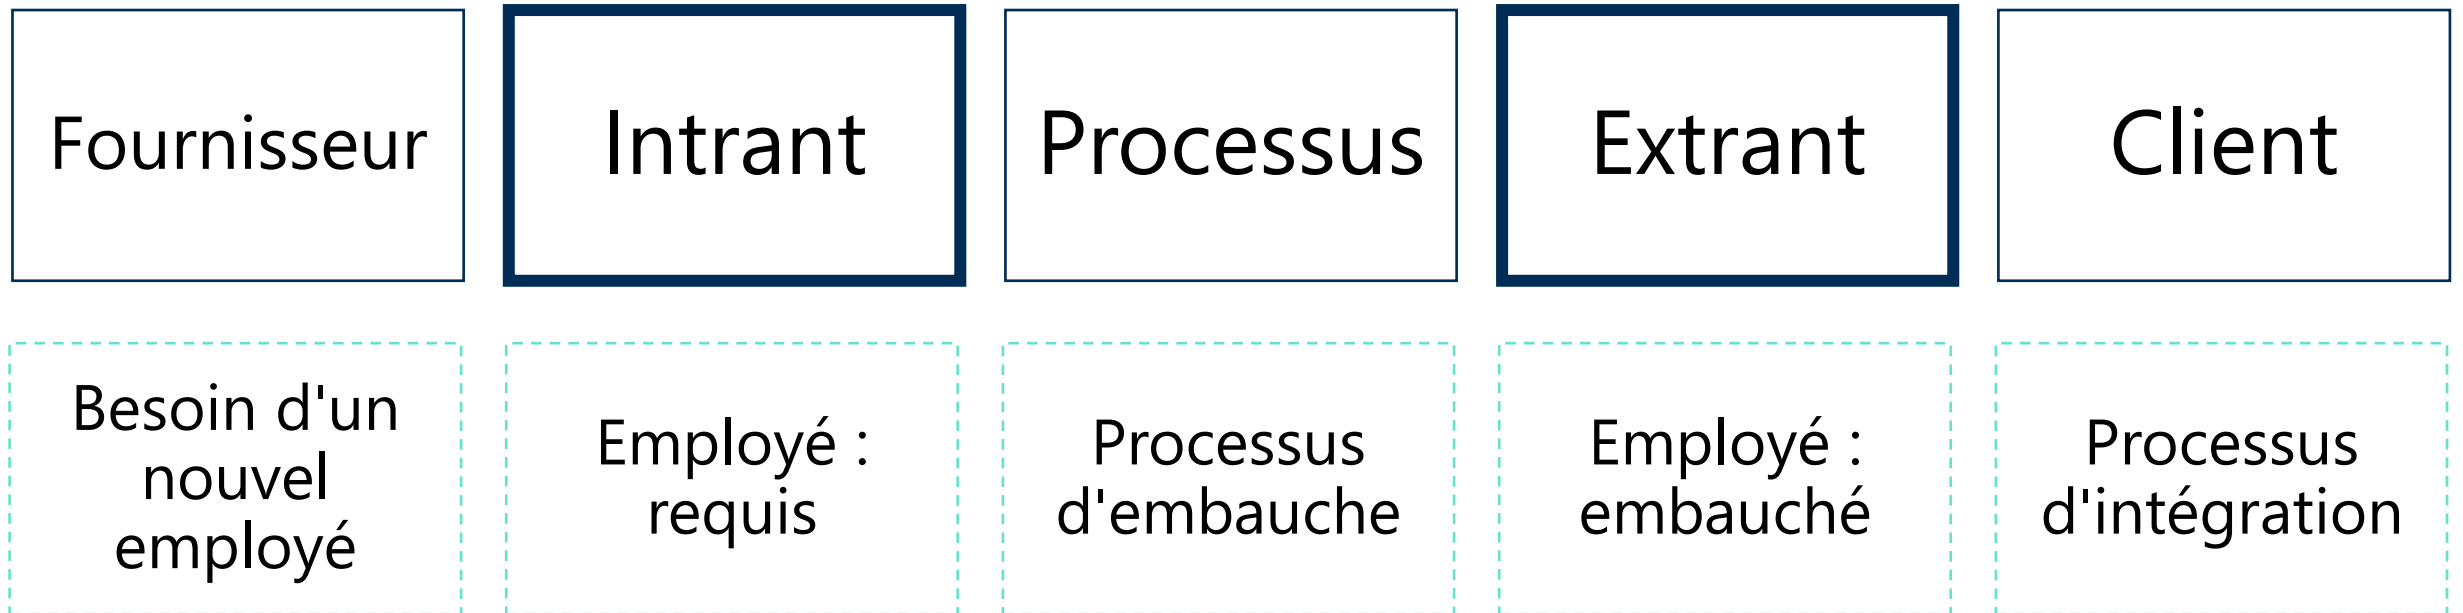 Fournisseur
Intrant
Processus
Extrant
Client
Besoin d'un
nouvel
employé
Employé :
requis
Processus
d'embauche
Employé :
embauché
Processus
d'intégration